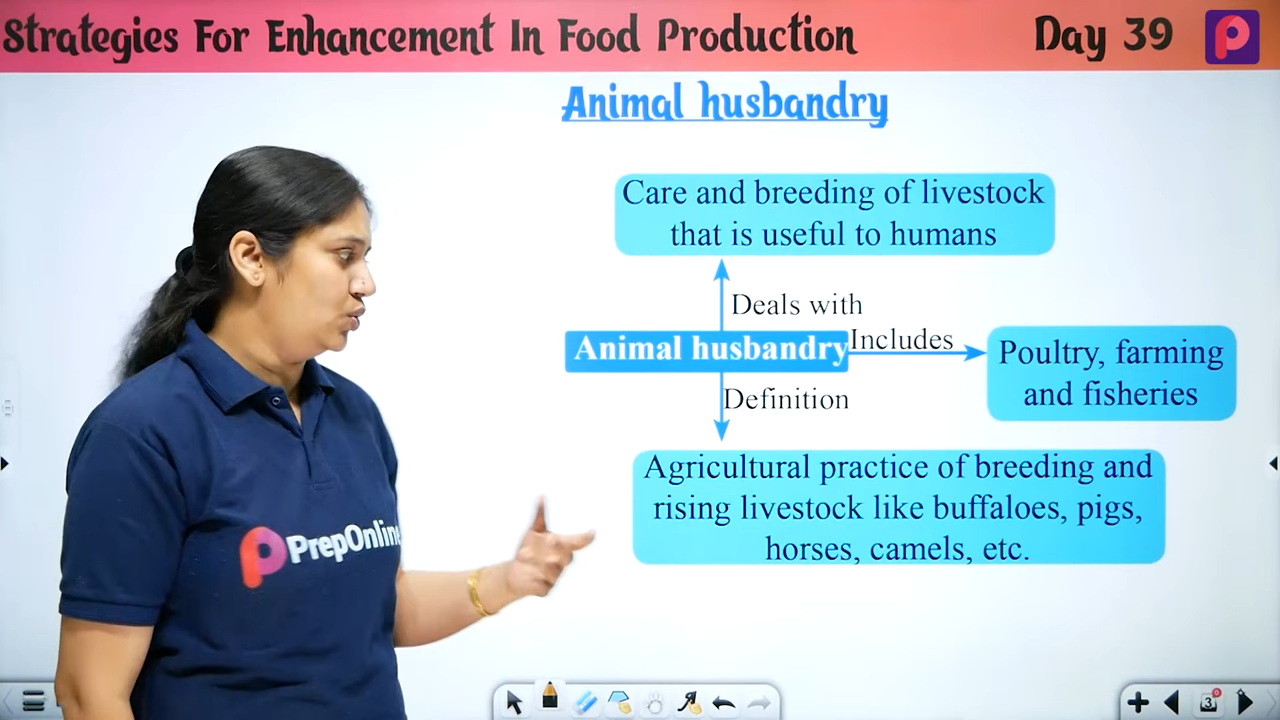 Strategies For Enhancement In Food Production
Day 39
Animal husbandry
Care and breeding of livestock
that is useful to humans
Deals with
Animal husbandry
Includes
Poultry, farming
and fisheries
Definition
Agricultural practice of breeding and
rising livestock like buffaloes, pigs,
horses, camels, etc.
PrepOnline
3